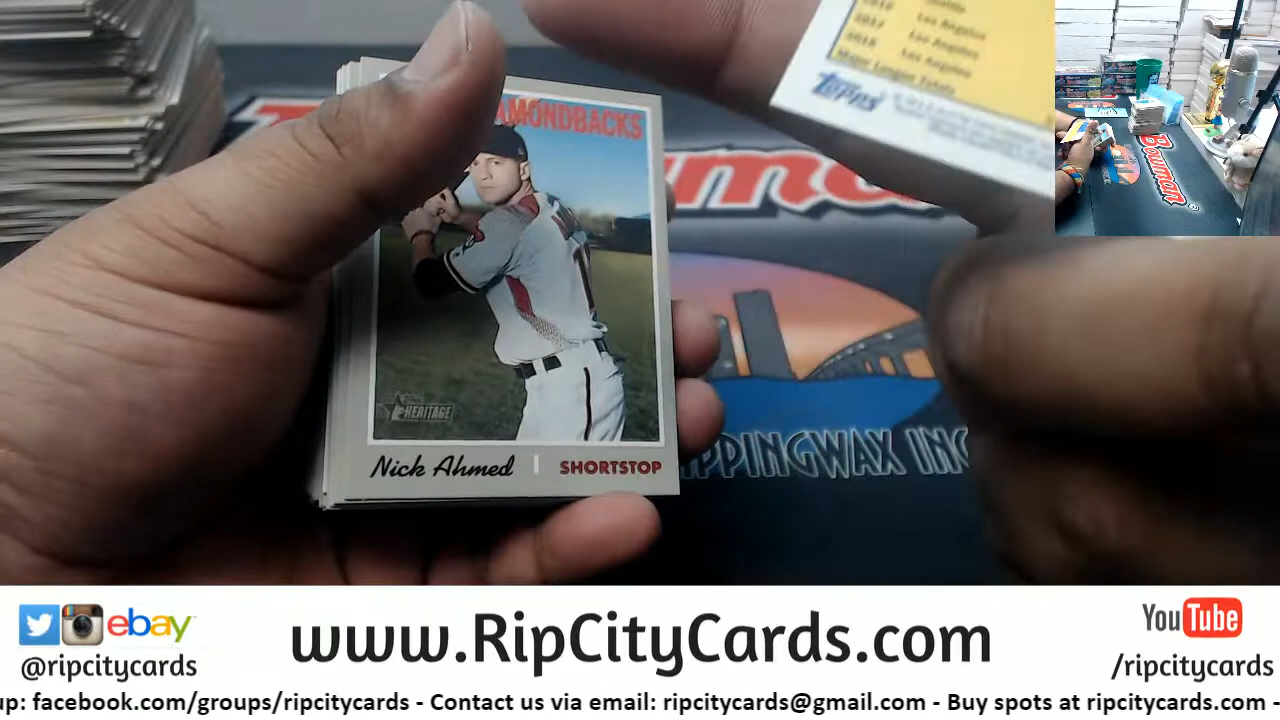 Los Angeles
Los Angeles
2018 Los Angeles
Major League Totals
Topps
AMONDBACKS
Bowman
®
HERITAGE
Nick Ahmed SHORTSTOP
PPINGWAX INC
ebay
www.RipCityCards.com
YouTube
@ripcitycards
/ripcitycards
up: facebook.com/groups/ripcitycards - Contact us via email: ripcitycards@gmail.com - Buy spots at ripcitycards.com -